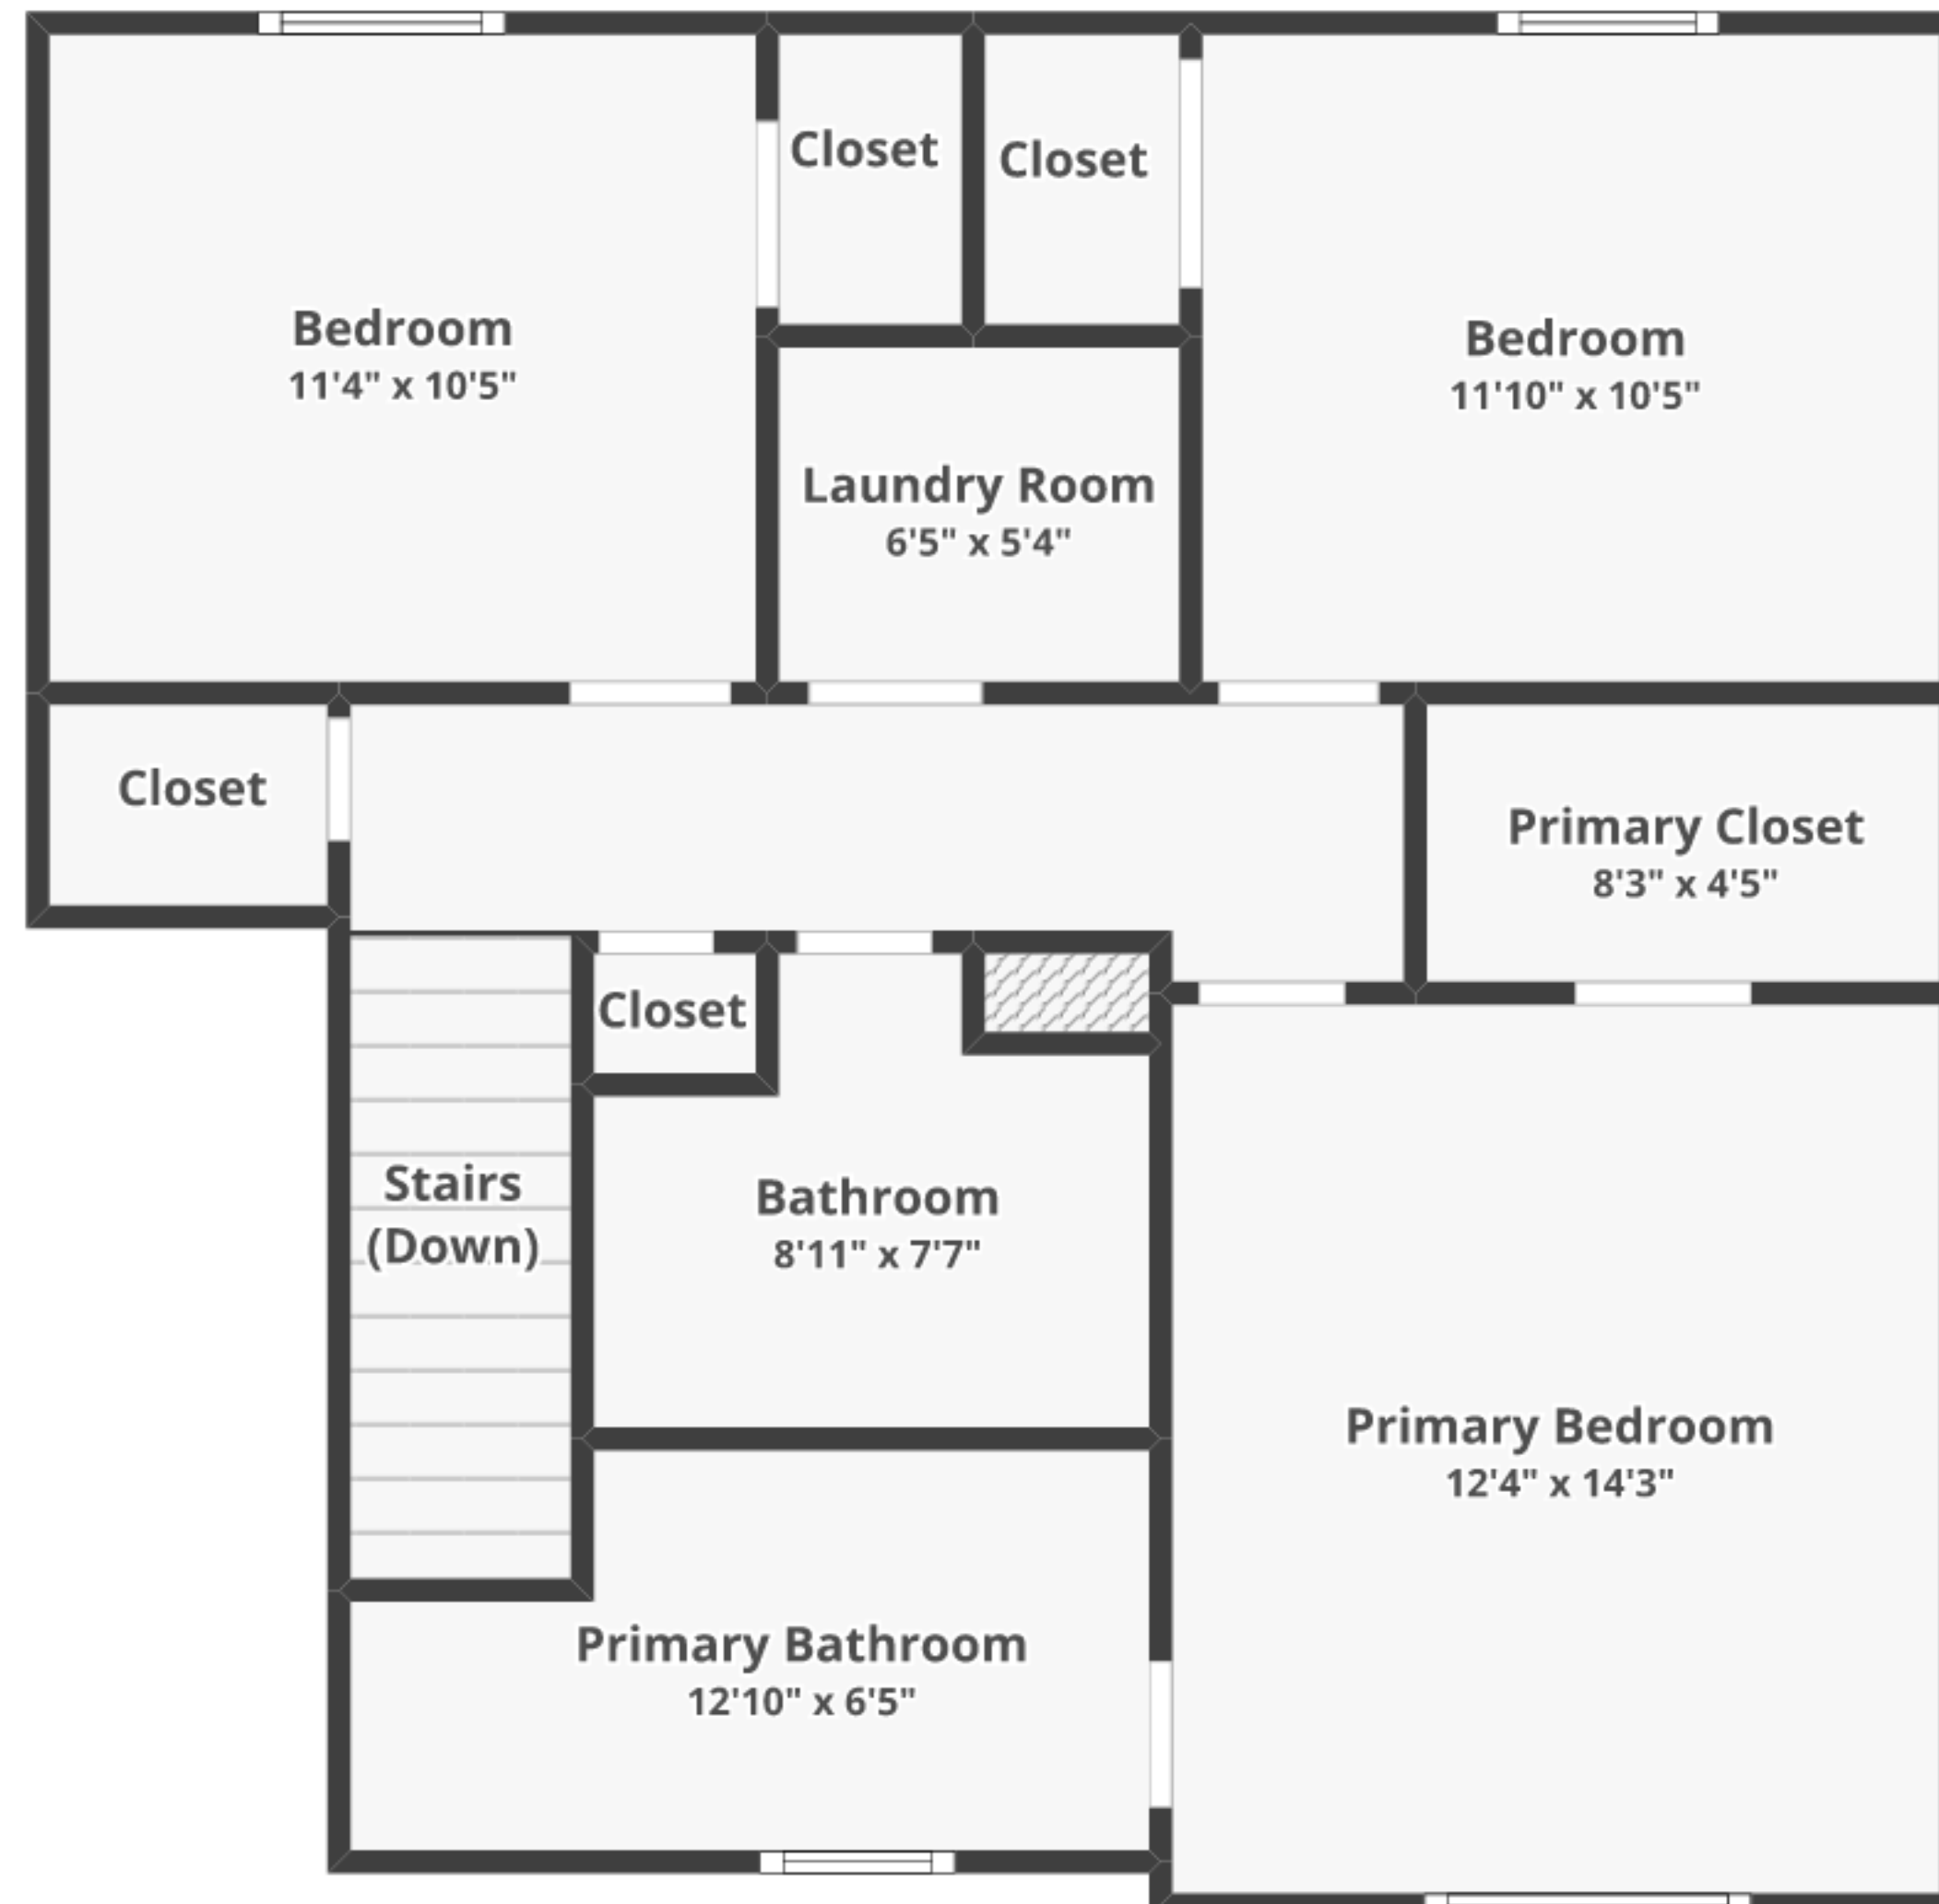 Closet
Closet
Bedroom
11'4" x 10'5"
Bedroom
11'10" x 10'5"
Laundry Room
6'5" x 5'4"
Closet
Primary Closet
8'3" x 4'5"
Closet
Stairs
(Down)
Bathroom
8'11" x 7'7"
Primary Bedroom
12'4" x 14'3"
Primary Bathroom
12'10" x 6'5"